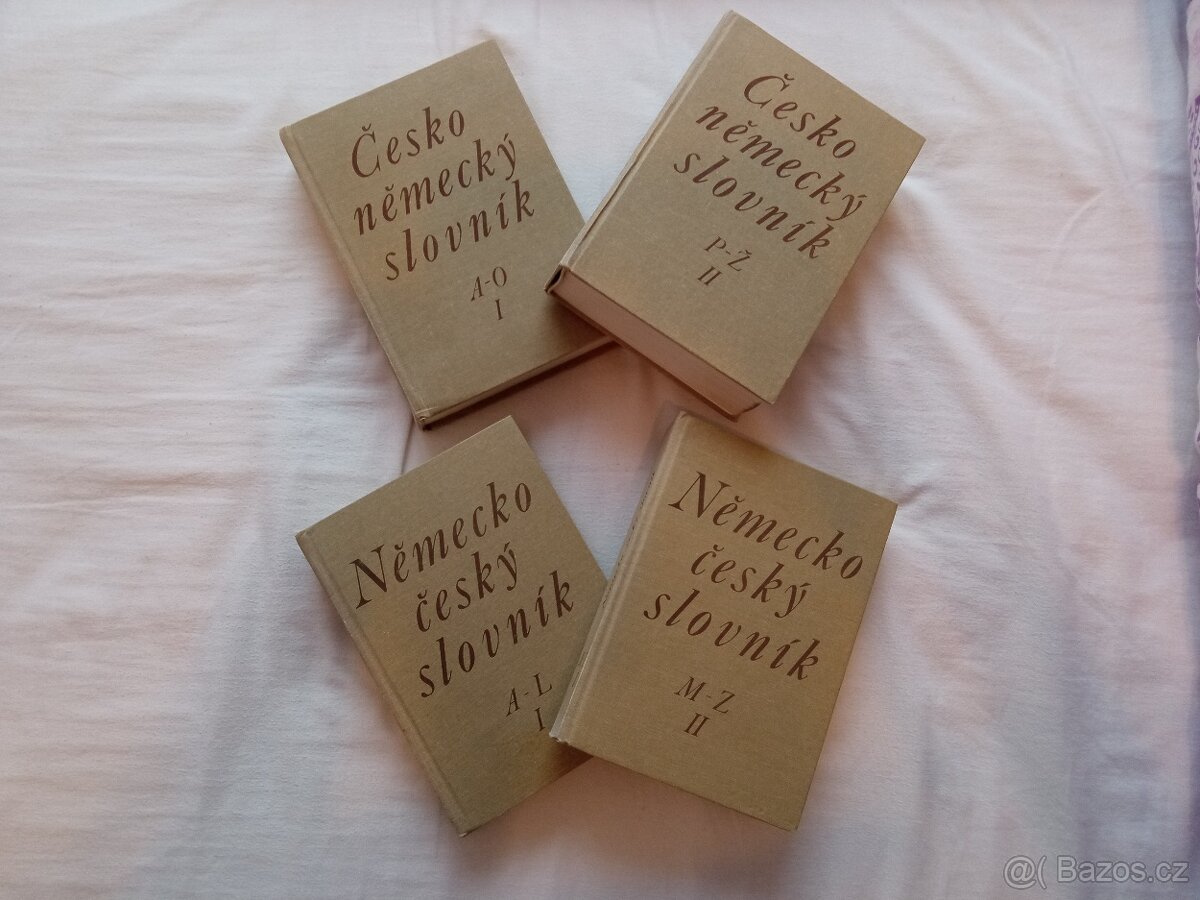 Česko
německý
slovník
A-O
I
Česko
německý
slovník
P-Ž
II
Německo
český
slovník
A-L
I
Německo
český
slovník
M-Z
II
@( Bazos.cz